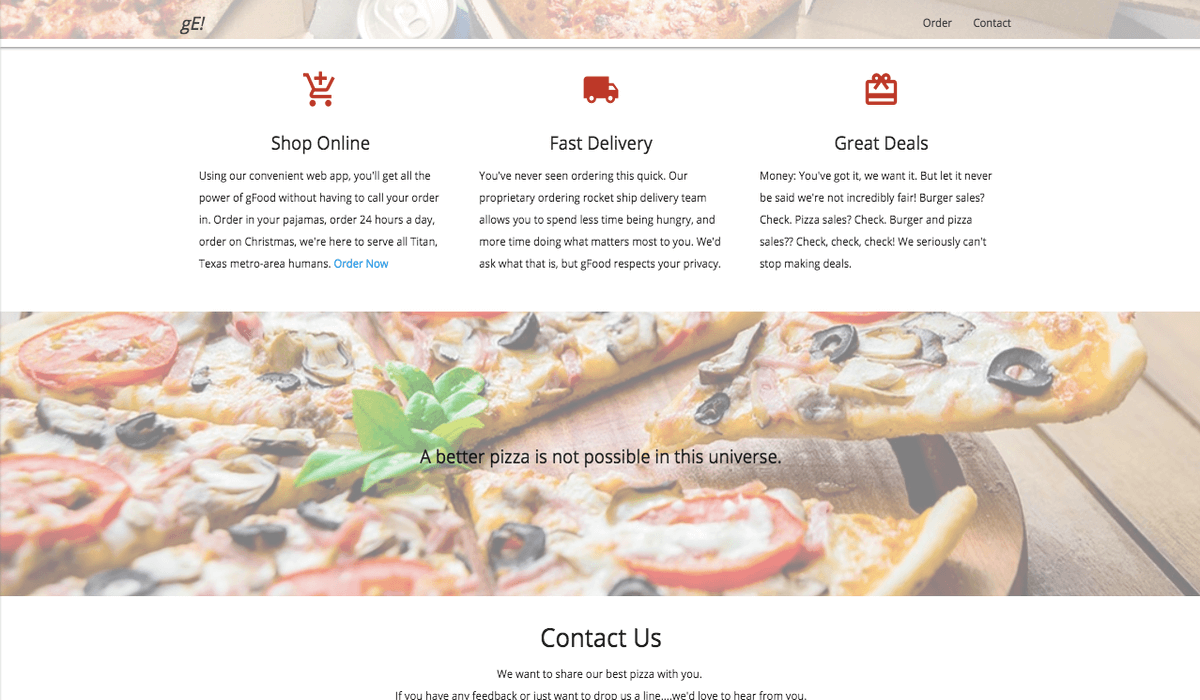 gE!
Order Contact
Shop Online
Using our convenient web app, you'll get all the
power of gFood without having to call your order
in. Order in your pajamas, order 24 hours a day,
order on Christmas, we're here to serve all Titan,
Texas metro-area humans. Order Now
Fast Delivery
You've never seen ordering this quick. Our
proprietary ordering rocket ship delivery team
allows you to spend less time being hungry, and
more time doing what matters most to you. We'd
ask what that is, but gFood respects your privacy.
Great Deals
Money: You've got it, we want it. But let it never
be said we're not incredibly fair! Burger sales?
Check. Pizza sales? Check. Burger and pizza
sales?? Check, check, check! We seriously can't
stop making deals.
A better pizza is not possible in this universe.
Contact Us
We want to share our best pizza with you.
If you have any feedback or just want to drop us a line....we'd love to hear from you.